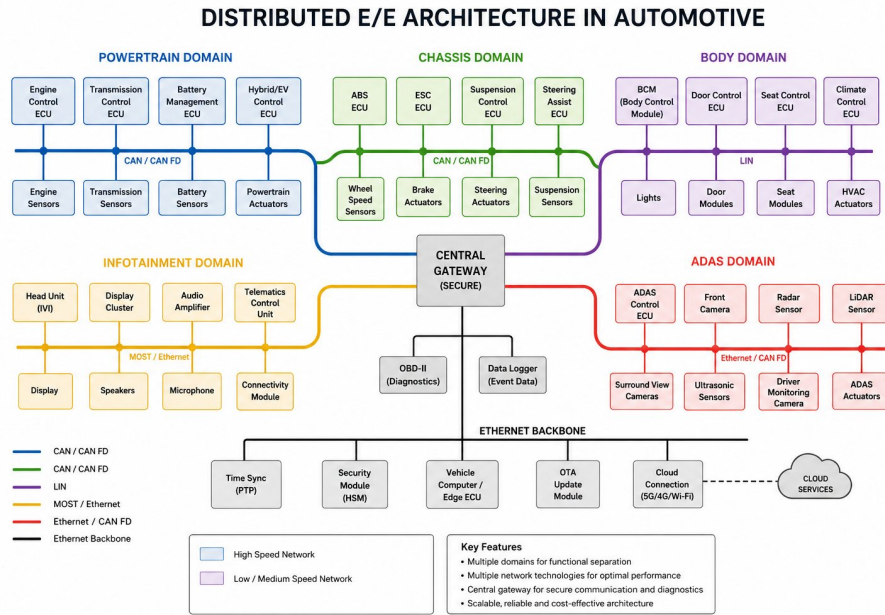 DISTRIBUTED E/E ARCHITECTURE IN AUTOMOTIVE
POWERTRAIN DOMAIN
Engine
Control
ECU
Transmission
Control
ECU
Battery
Management
ECU
Hybrid/EV
Control
ECU
CAN / CAN FD
Engine
Sensors
Transmission
Sensors
Battery
Sensors
Powertrain
Actuators
CHASSIS DOMAIN
ABS
ECU
ESC
ECU
Suspension
Control
ECU
Steering
Assist
ECU
CAN / CAN FD
Wheel
Speed
Sensors
Brake
Actuators
Steering
Actuators
Suspension
Sensors
BODY DOMAIN
BCM
(Body Control
Module)
Door Control
ECU
Seat Control
ECU
Climate
Control
ECU
LIN
Lights
Door
Modules
Seat
Modules
HVAC
Actuators
CENTRAL
GATEWAY
(SECURE)
INFOTAINMENT DOMAIN
Head Unit
(IVI)
Display
Cluster
Audio
Amplifier
Telematics
Control
Unit
MOST / Ethernet
Display
Speakers
Microphone
Connectivity
Module
ADAS DOMAIN
ADAS
Control
ECU
Front
Camera
Radar
Sensor
LiDAR
Sensor
Ethernet / CAN FD
Surround View
Cameras
Ultrasonic
Sensors
Driver
Monitoring
Camera
ADAS
Actuators
OBD-II
(Diagnostics)
Data Logger
(Event Data)
ETHERNET BACKBONE
Time Sync
(PTP)
Security
Module
(HSM)
Vehicle
Computer /
Edge ECU
OTA
Update
Module
Cloud
Connection
(5G/4G/Wi-Fi)
CLOUD
SERVICES
CAN / CAN FD
CAN / CAN FD
LIN
MOST / Ethernet
Ethernet / CAN FD
Ethernet Backbone
High Speed Network
Low / Medium Speed Network
Key Features
• Multiple domains for functional separation
• Multiple network technologies for optimal performance
• Central gateway for secure communication and diagnostics
• Scalable, reliable and cost-effective architecture